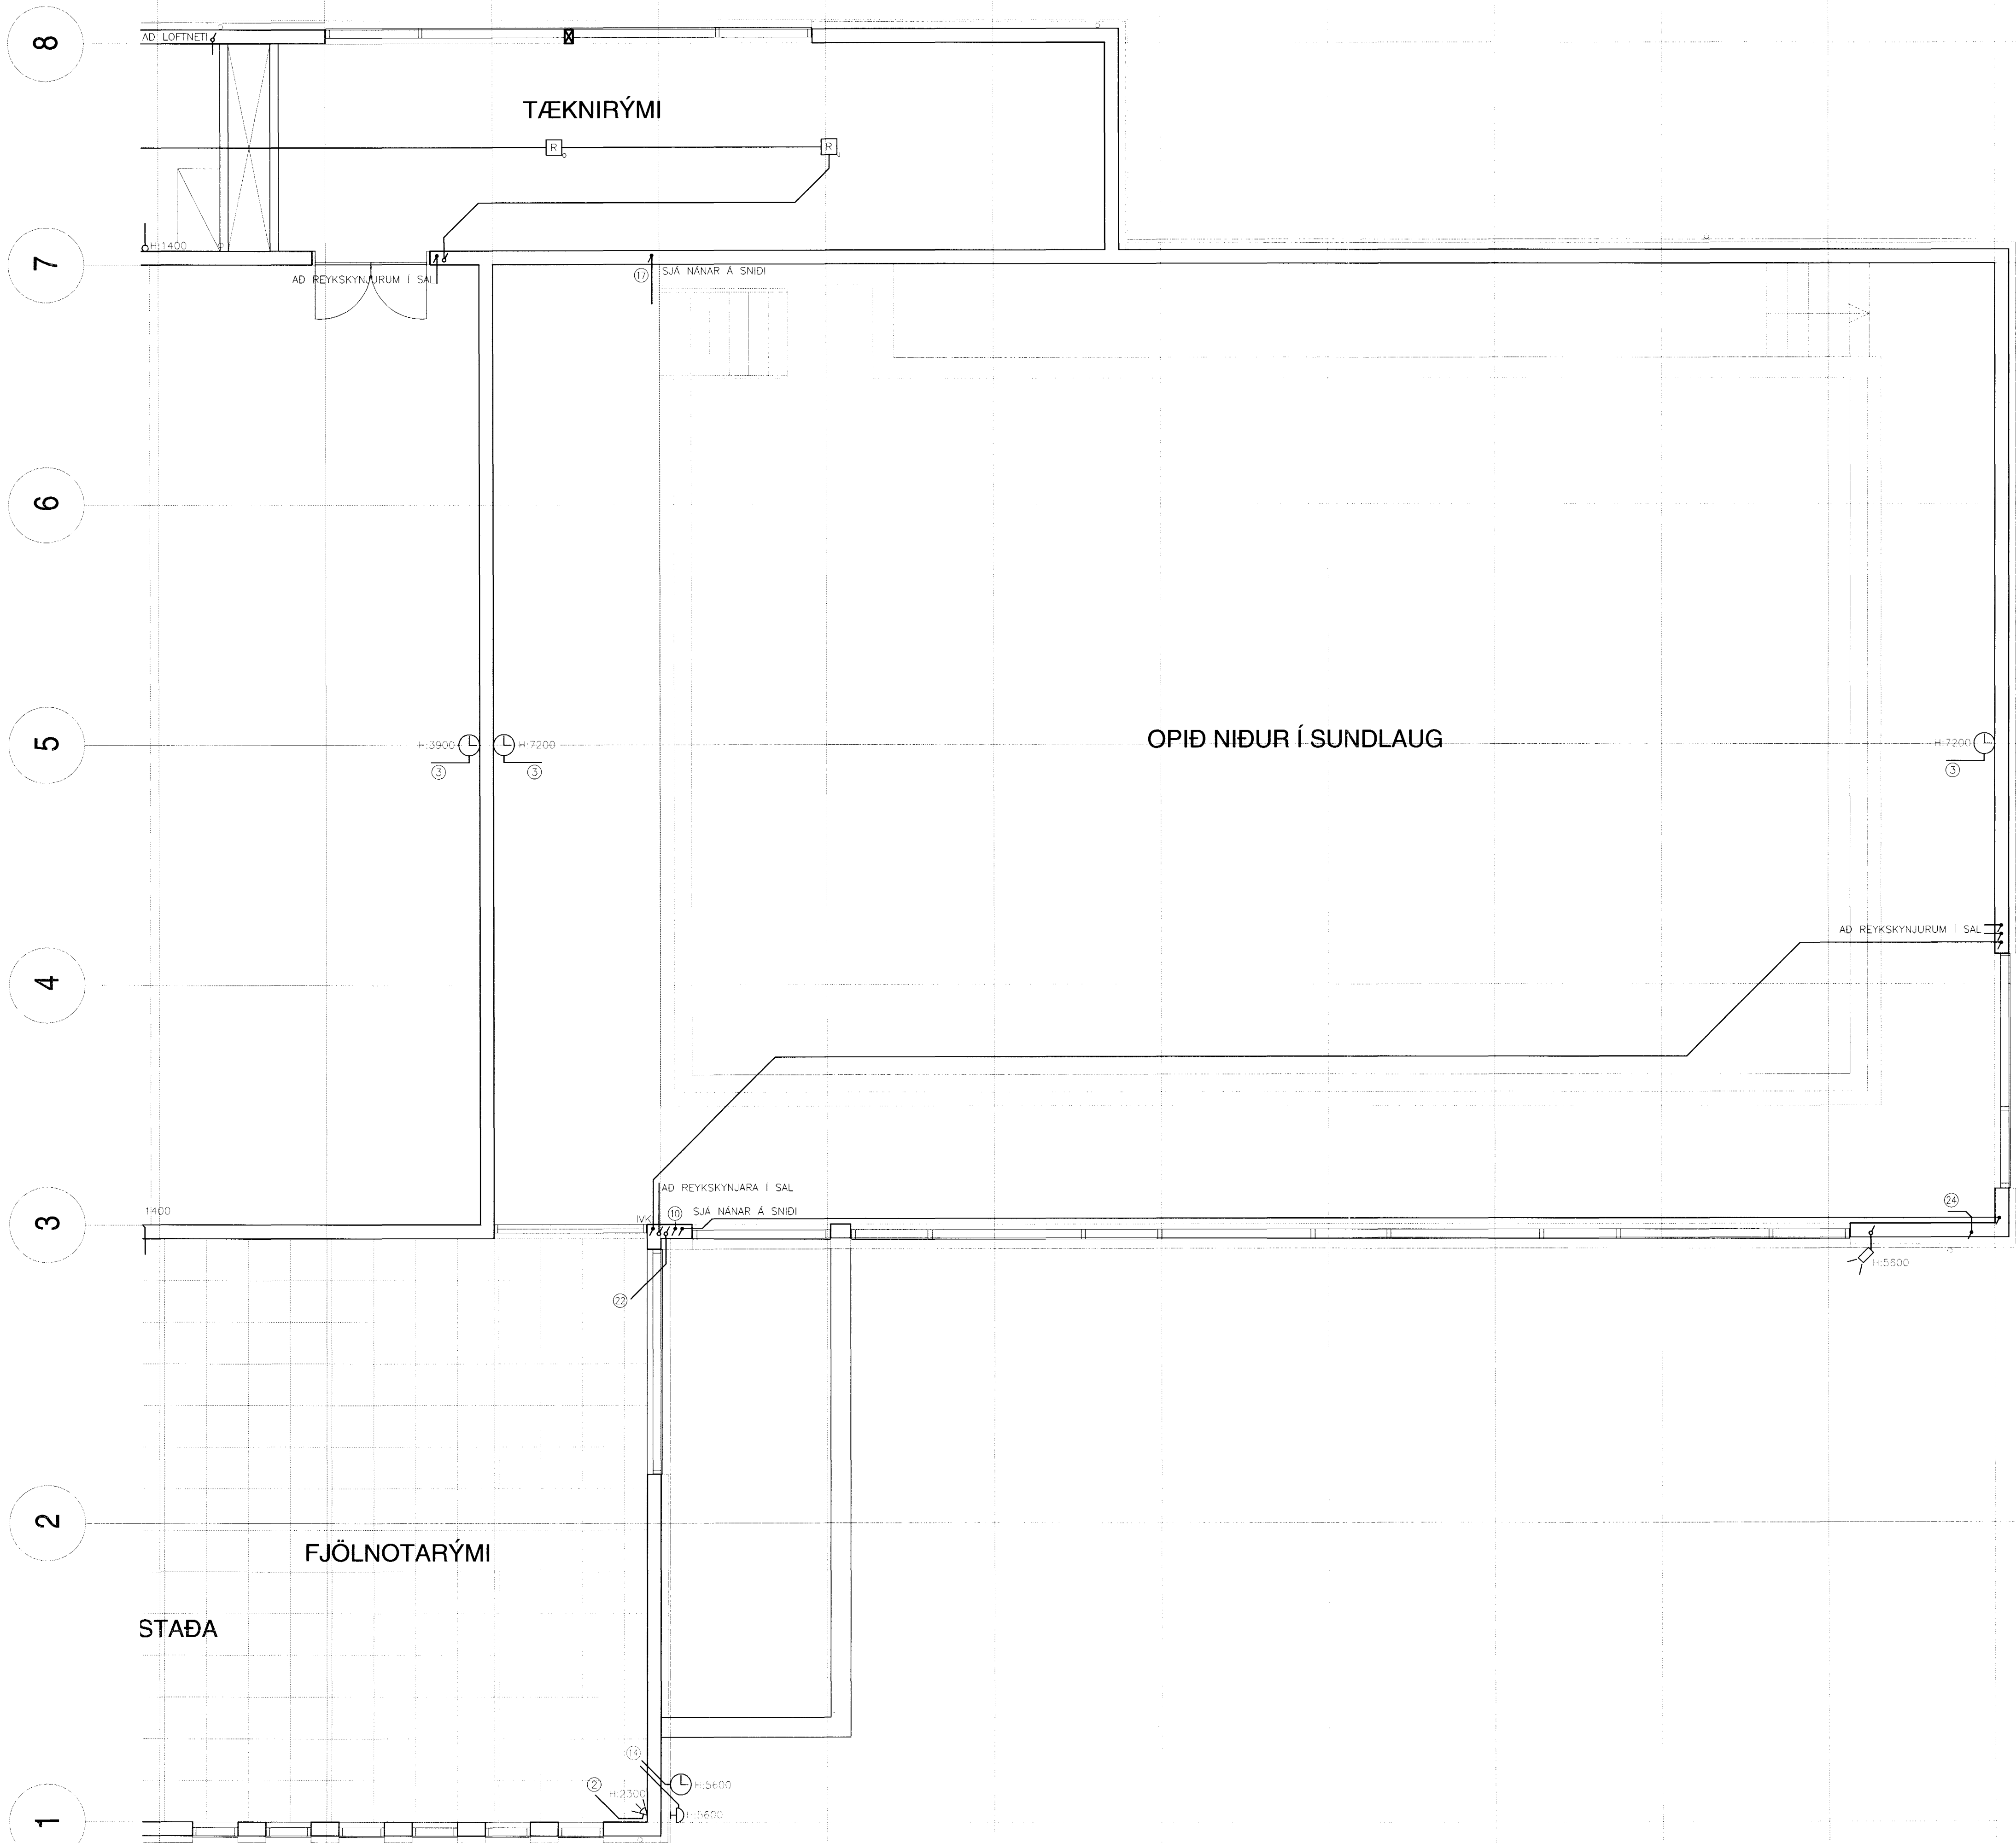 8
AÐ LOFTNETI
TÆKNIRÝMI
R
R
7
H:1400
AÐ REYKSKYNJURUM Í SAL
17
SJÁ NÁNAR Á SNIÐI
6
5
H:3900
H:7200
3
3
OPIÐ NIÐUR Í SUNDLAUG
H:7200
3
AÐ REYKSKYNJURUM Í SAL
4
AÐ REYKSKYNJARA Í SAL
3
1400
IVK
10
SJÁ NÁNAR Á SNIÐI
24
H:5600
22
2
FJÖLNOTARÝMI
STAÐA
14
2
H:2300
H:5600
H:5600
1